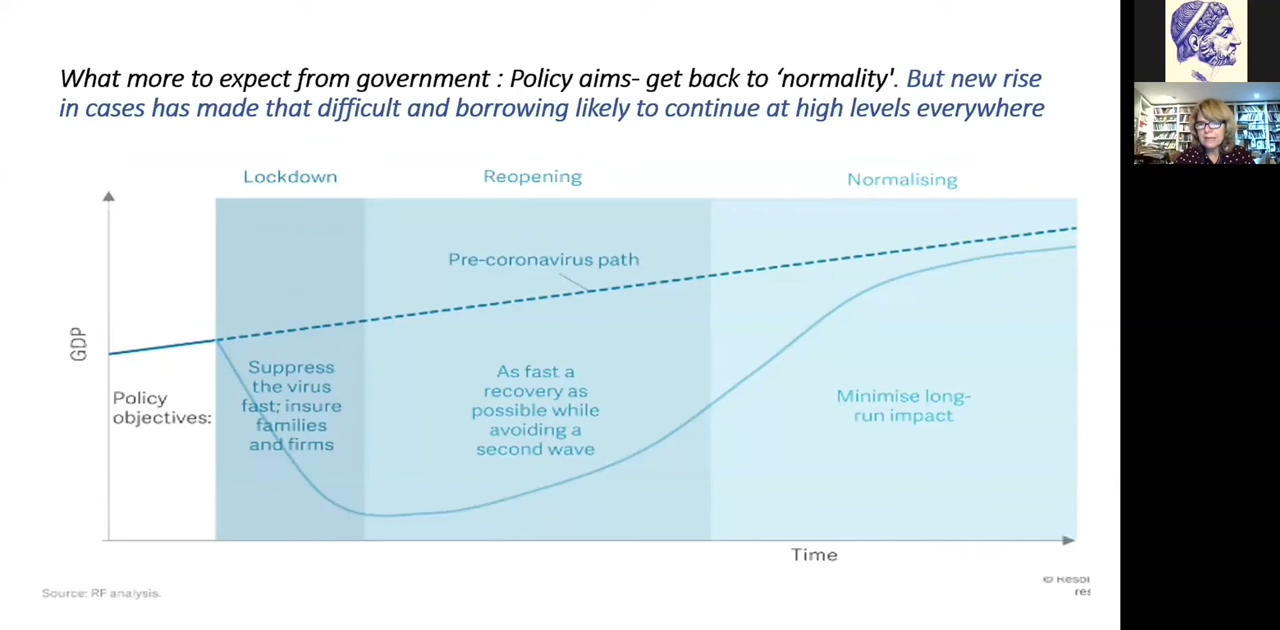 What more to expect from government : Policy aims- get back to ‘normality'. But new rise
in cases has made that difficult and borrowing likely to continue at high levels everywhere
Lockdown
Reopening
Normalising
Pre-coronavirus path
GDP
Policy
objectives:
Suppress
the virus
fast; insure
families
and firms
As fast a
recovery as
possible while
avoiding a
second wave
Minimise long-
run impact
Time
Source: RF analysis.
©